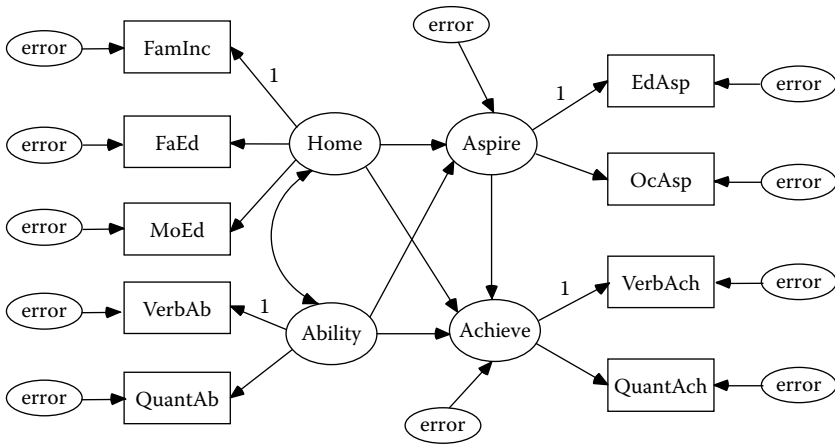 error
FamInc
1
error
FaEd
error
MoEd
error
VerbAb
1
error
QuantAb
Home
Ability
error
Aspire
1
EdAsp
error
OcAsp
error
Achieve
1
VerbAch
error
QuantAch
error
error